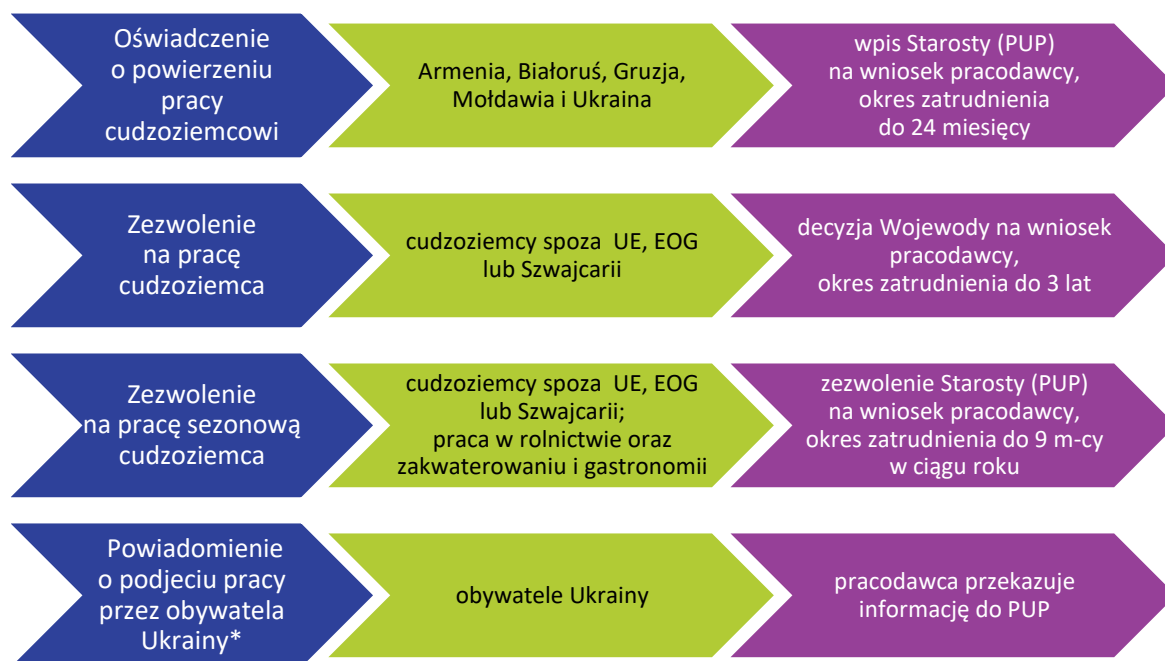 Oświadczenie
o powierzeniu
pracy
cudzoziemcowi
Armenia, Białoruś, Gruzja,
Mołdawia i Ukraina
wpis Starosty (PUP)
na wniosek pracodawcy,
okres zatrudnienia
do 24 miesięcy
Zezwolenie
na pracę
cudzoziemca
cudzoziemcy spoza UE, EOG
lub Szwajcarii
decyzja Wojewody na wniosek
pracodawcy,
okres zatrudnienia do 3 lat
Zezwolenie
na pracę sezonową
cudzoziemca
cudzoziemcy spoza UE, EOG
lub Szwajcarii;
praca w rolnictwie oraz
zakwaterowaniu i gastronomii
zezwolenie Starosty (PUP)
na wniosek pracodawcy,
okres zatrudnienia do 9 m-cy
w ciągu roku
Powiadomienie
o podjeciu pracy
przez obywatela
Ukrainy*
obywatele Ukrainy
pracodawca przekazuje
informację do PUP